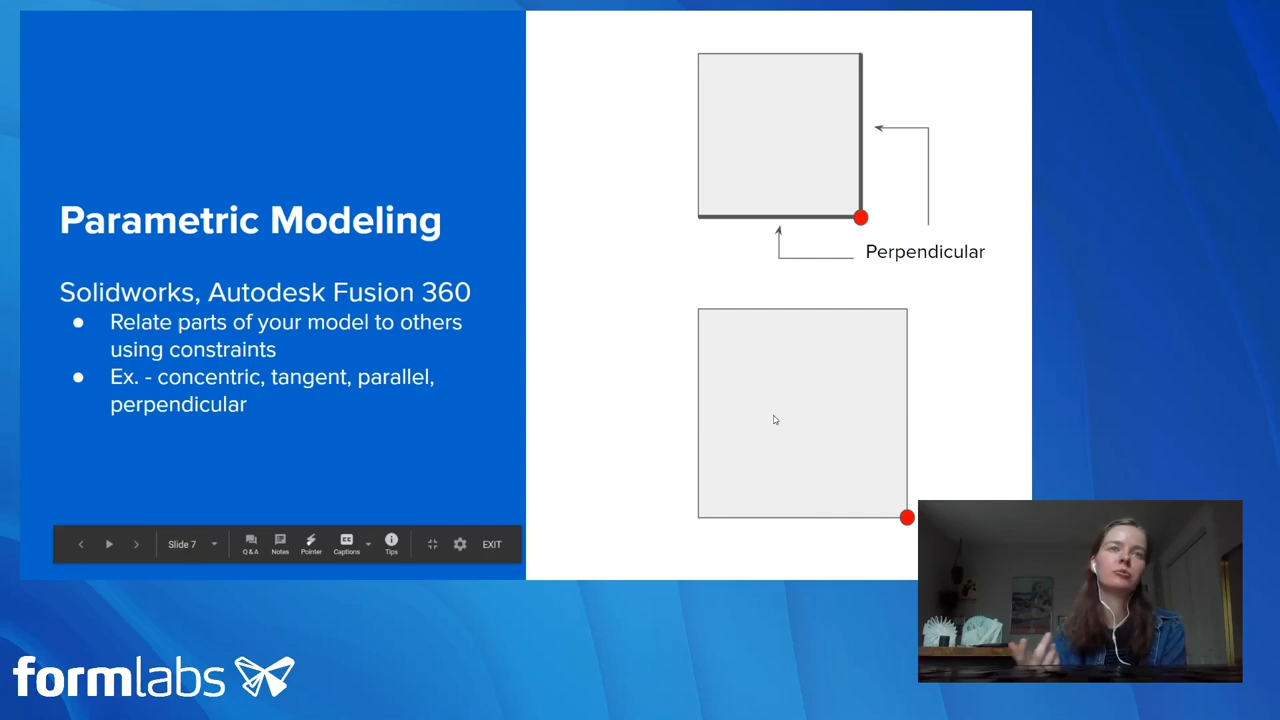 Parametric Modeling
Solidworks, Autodesk Fusion 360
● Relate parts of your model to others
using constraints
● Ex. - concentric, tangent, parallel,
perpendicular
Perpendicular
Slide 7
Q&A
Notes
Pointer
CC
Captions
Tips
EXIT
formlabs